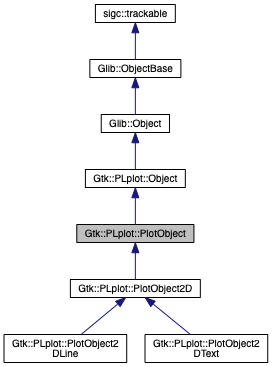 sigc::trackable
Glib::ObjectBase
Glib::Object
Gtk::PLplot::Object
Gtk::PLplot::PlotObject
Gtk::PLplot::PlotObject2D
Gtk::PLplot::PlotObject2
DLine
Gtk::PLplot::PlotObject2
DText